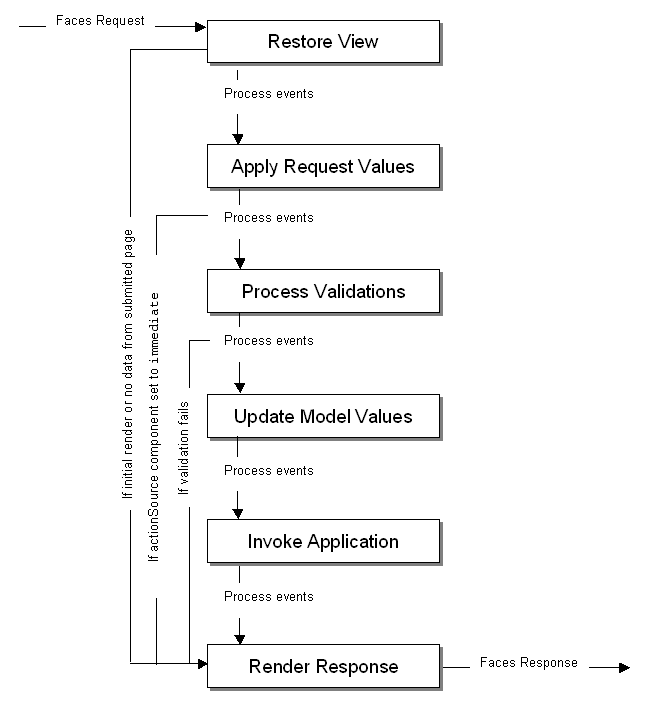 Faces Request
Restore View
Process events
Apply Request Values
Process events
Process Validations
Process events
Update Model Values
Process events
Invoke Application
Process events
Render Response
Faces Response
If initial render or no data from submitted page
If actionSource component set to immediate
If validation fails